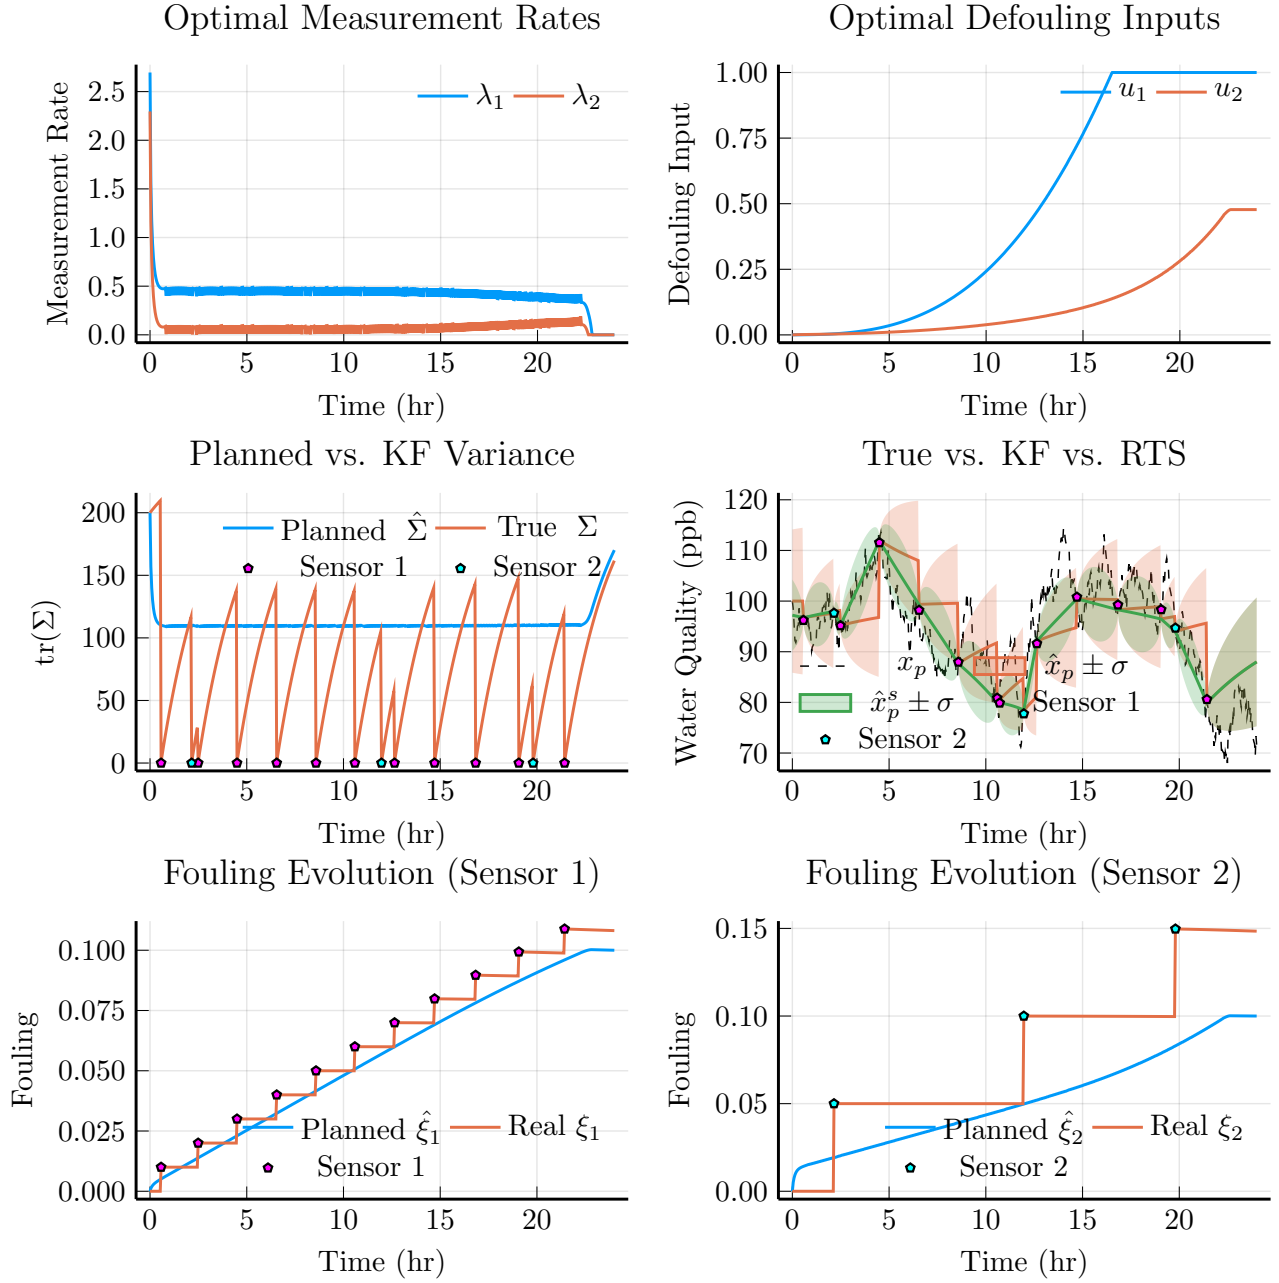 Optimal Measurement Rates
Measurement Rate
2.5
2.0
1.5
1.0
0.5
0.0
λ₁ λ₂
0 5 10 15 20
Time (hr)
Optimal Defouling Inputs
Defouling Input
1.00
0.75
0.50
0.25
0.00
u₁ u₂
0 5 10 15 20
Time (hr)
Planned vs. KF Variance
tr(Σ)
200
150
100
50
0
Planned Σ̂ True Σ
Sensor 1 Sensor 2
0 5 10 15 20
Time (hr)
True vs. KF vs. RTS
Water Quality (ppb)
120
110
100
90
80
70
x_p x̂_p ± σ
x̂_p^s ± σ Sensor 1
Sensor 2
0 5 10 15 20
Time (hr)
Fouling Evolution (Sensor 1)
Fouling
0.100
0.075
0.050
0.025
0.000
Planned ξ̂₁ Real ξ₁
Sensor 1
0 5 10 15 20
Time (hr)
Fouling Evolution (Sensor 2)
Fouling
0.15
0.10
0.05
0.00
Planned ξ̂₂ Real ξ₂
Sensor 2
0 5 10 15 20
Time (hr)